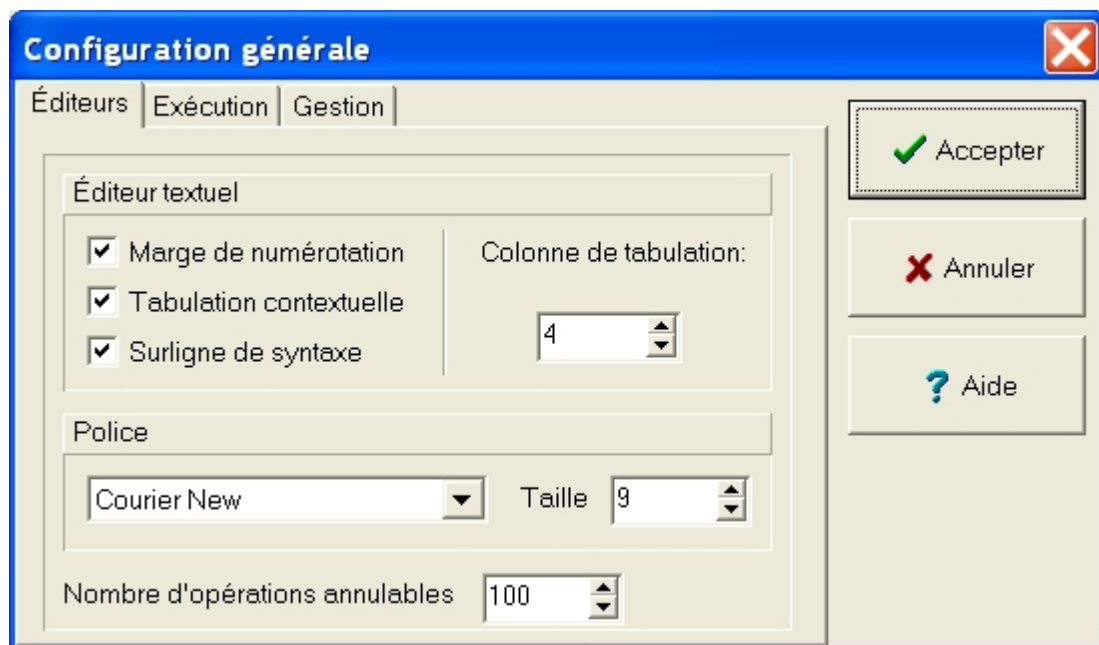 Configuration générale
Éditeurs Exécution Gestion
Accepter
Éditeur textuel
Marge de numérotation
Colonne de tabulation:
Annuler
Tabulation contextuelle
4
Surligne de syntaxe
Aide
Police
Courier New Taille 9
Nombre d'opérations annulables 100